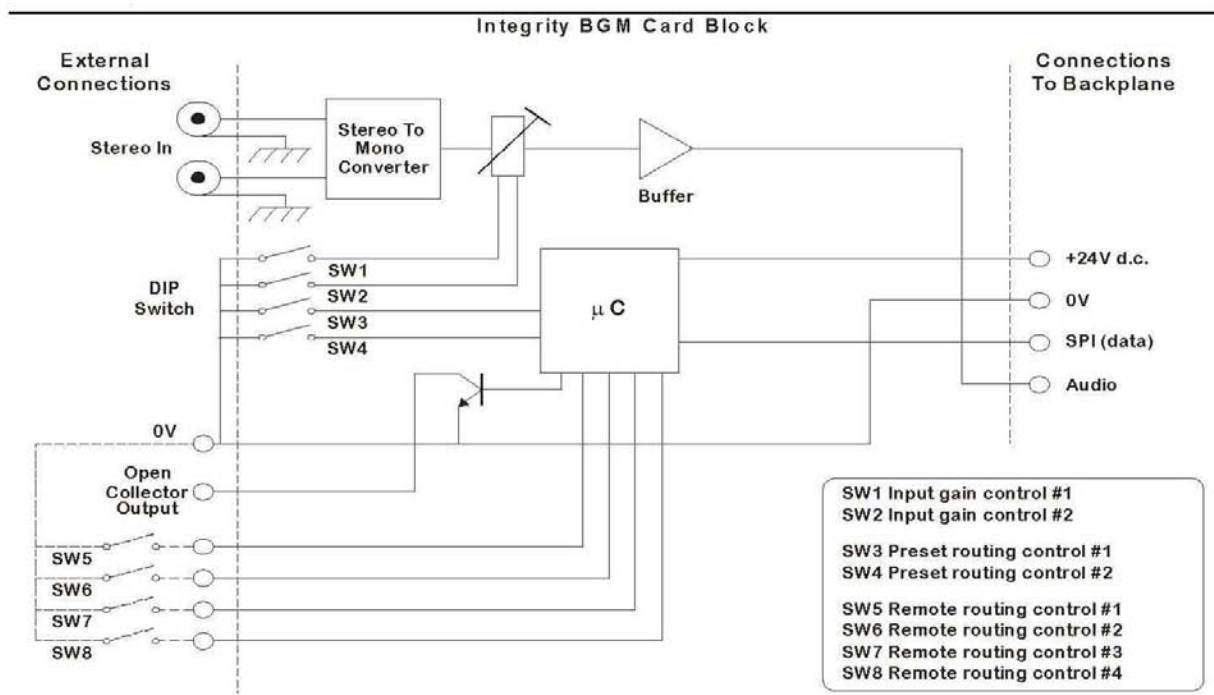 Integrity BGM Card Block
External
Connections
Connections
To Backplane
Stereo In
Stereo To
Mono
Converter
Buffer
DIP
Switch
SW1
SW2
SW3
SW4
μC
+24V d.c.
0V
SPI (data)
Audio
0V
Open
Collector
Output
SW5
SW6
SW7
SW8
SW1 Input gain control #1
SW2 Input gain control #2
SW3 Preset routing control #1
SW4 Preset routing control #2
SW5 Remote routing control #1
SW6 Remote routing control #2
SW7 Remote routing control #3
SW8 Remote routing control #4